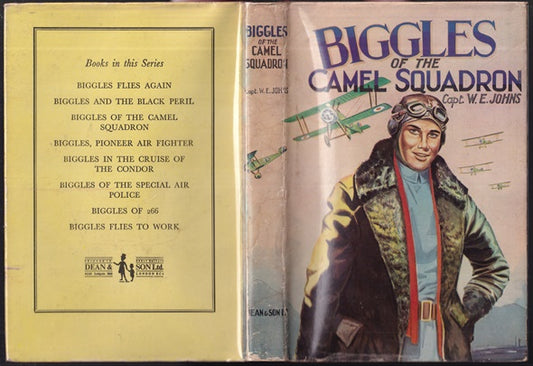 Books in this Series
BIGGLES FLIES AGAIN
BIGGLES AND THE BLACK PERIL
BIGGLES OF THE CAMEL
SQUADRON
BIGGLES, PIONEER AIR FIGHTER
BIGGLES IN THE CRUISE OF
THE CONDOR
BIGGLES OF THE SPECIAL AIR
POLICE
BIGGLES OF 266
BIGGLES FLIES TO WORK
DEAN & SON Ltd.
LONDON
BIGGLES
OF THE
CAMEL
SQUADRON
Capt. W.E. JOHNS
DEAN & SON L
BIGGLES
OF THE
CAMEL SQUADRON
Capt. W.E. JOHNS